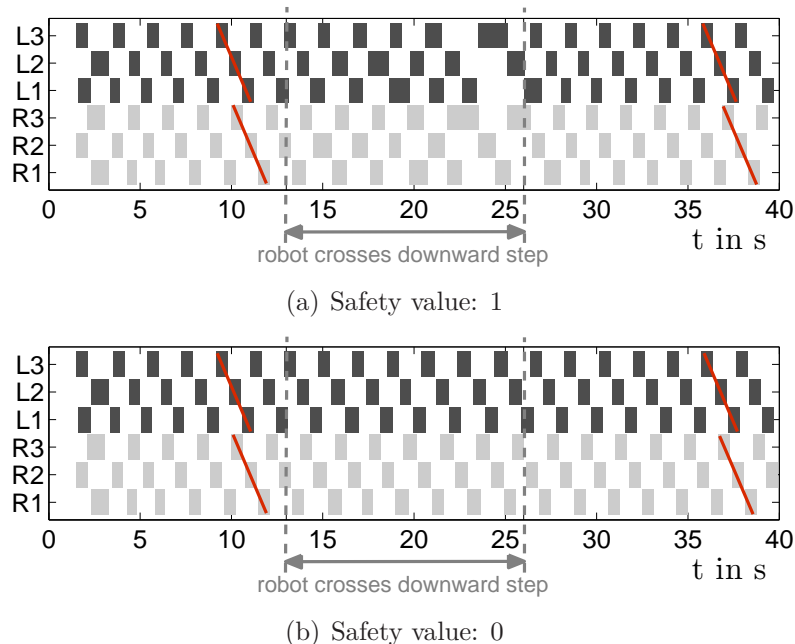 L3
L2
L1
R3
R2
R1
0 5 10 15 20 25 30 35 40
t in s
robot crosses downward step
(a) Safety value: 1
L3
L2
L1
R3
R2
R1
0 5 10 15 20 25 30 35 40
t in s
robot crosses downward step
(b) Safety value: 0